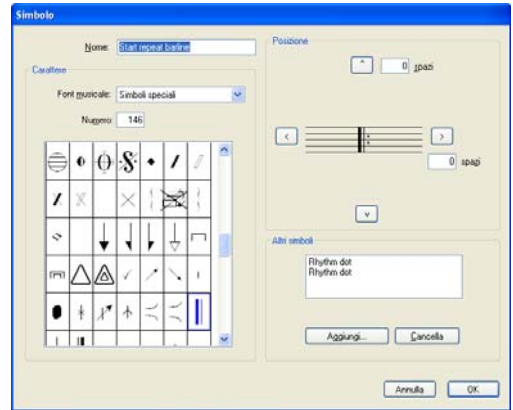 Simbolo
Nome: Start repeat barline
Carattere
Font musicale: Simboli speciali
Numero: 146
Posizione
^ 0 spazi
< >
0 spazi
v
Altri simboli
Rhythm dot
Rhythm dot
Aggiungi... Cancella
Annulla OK